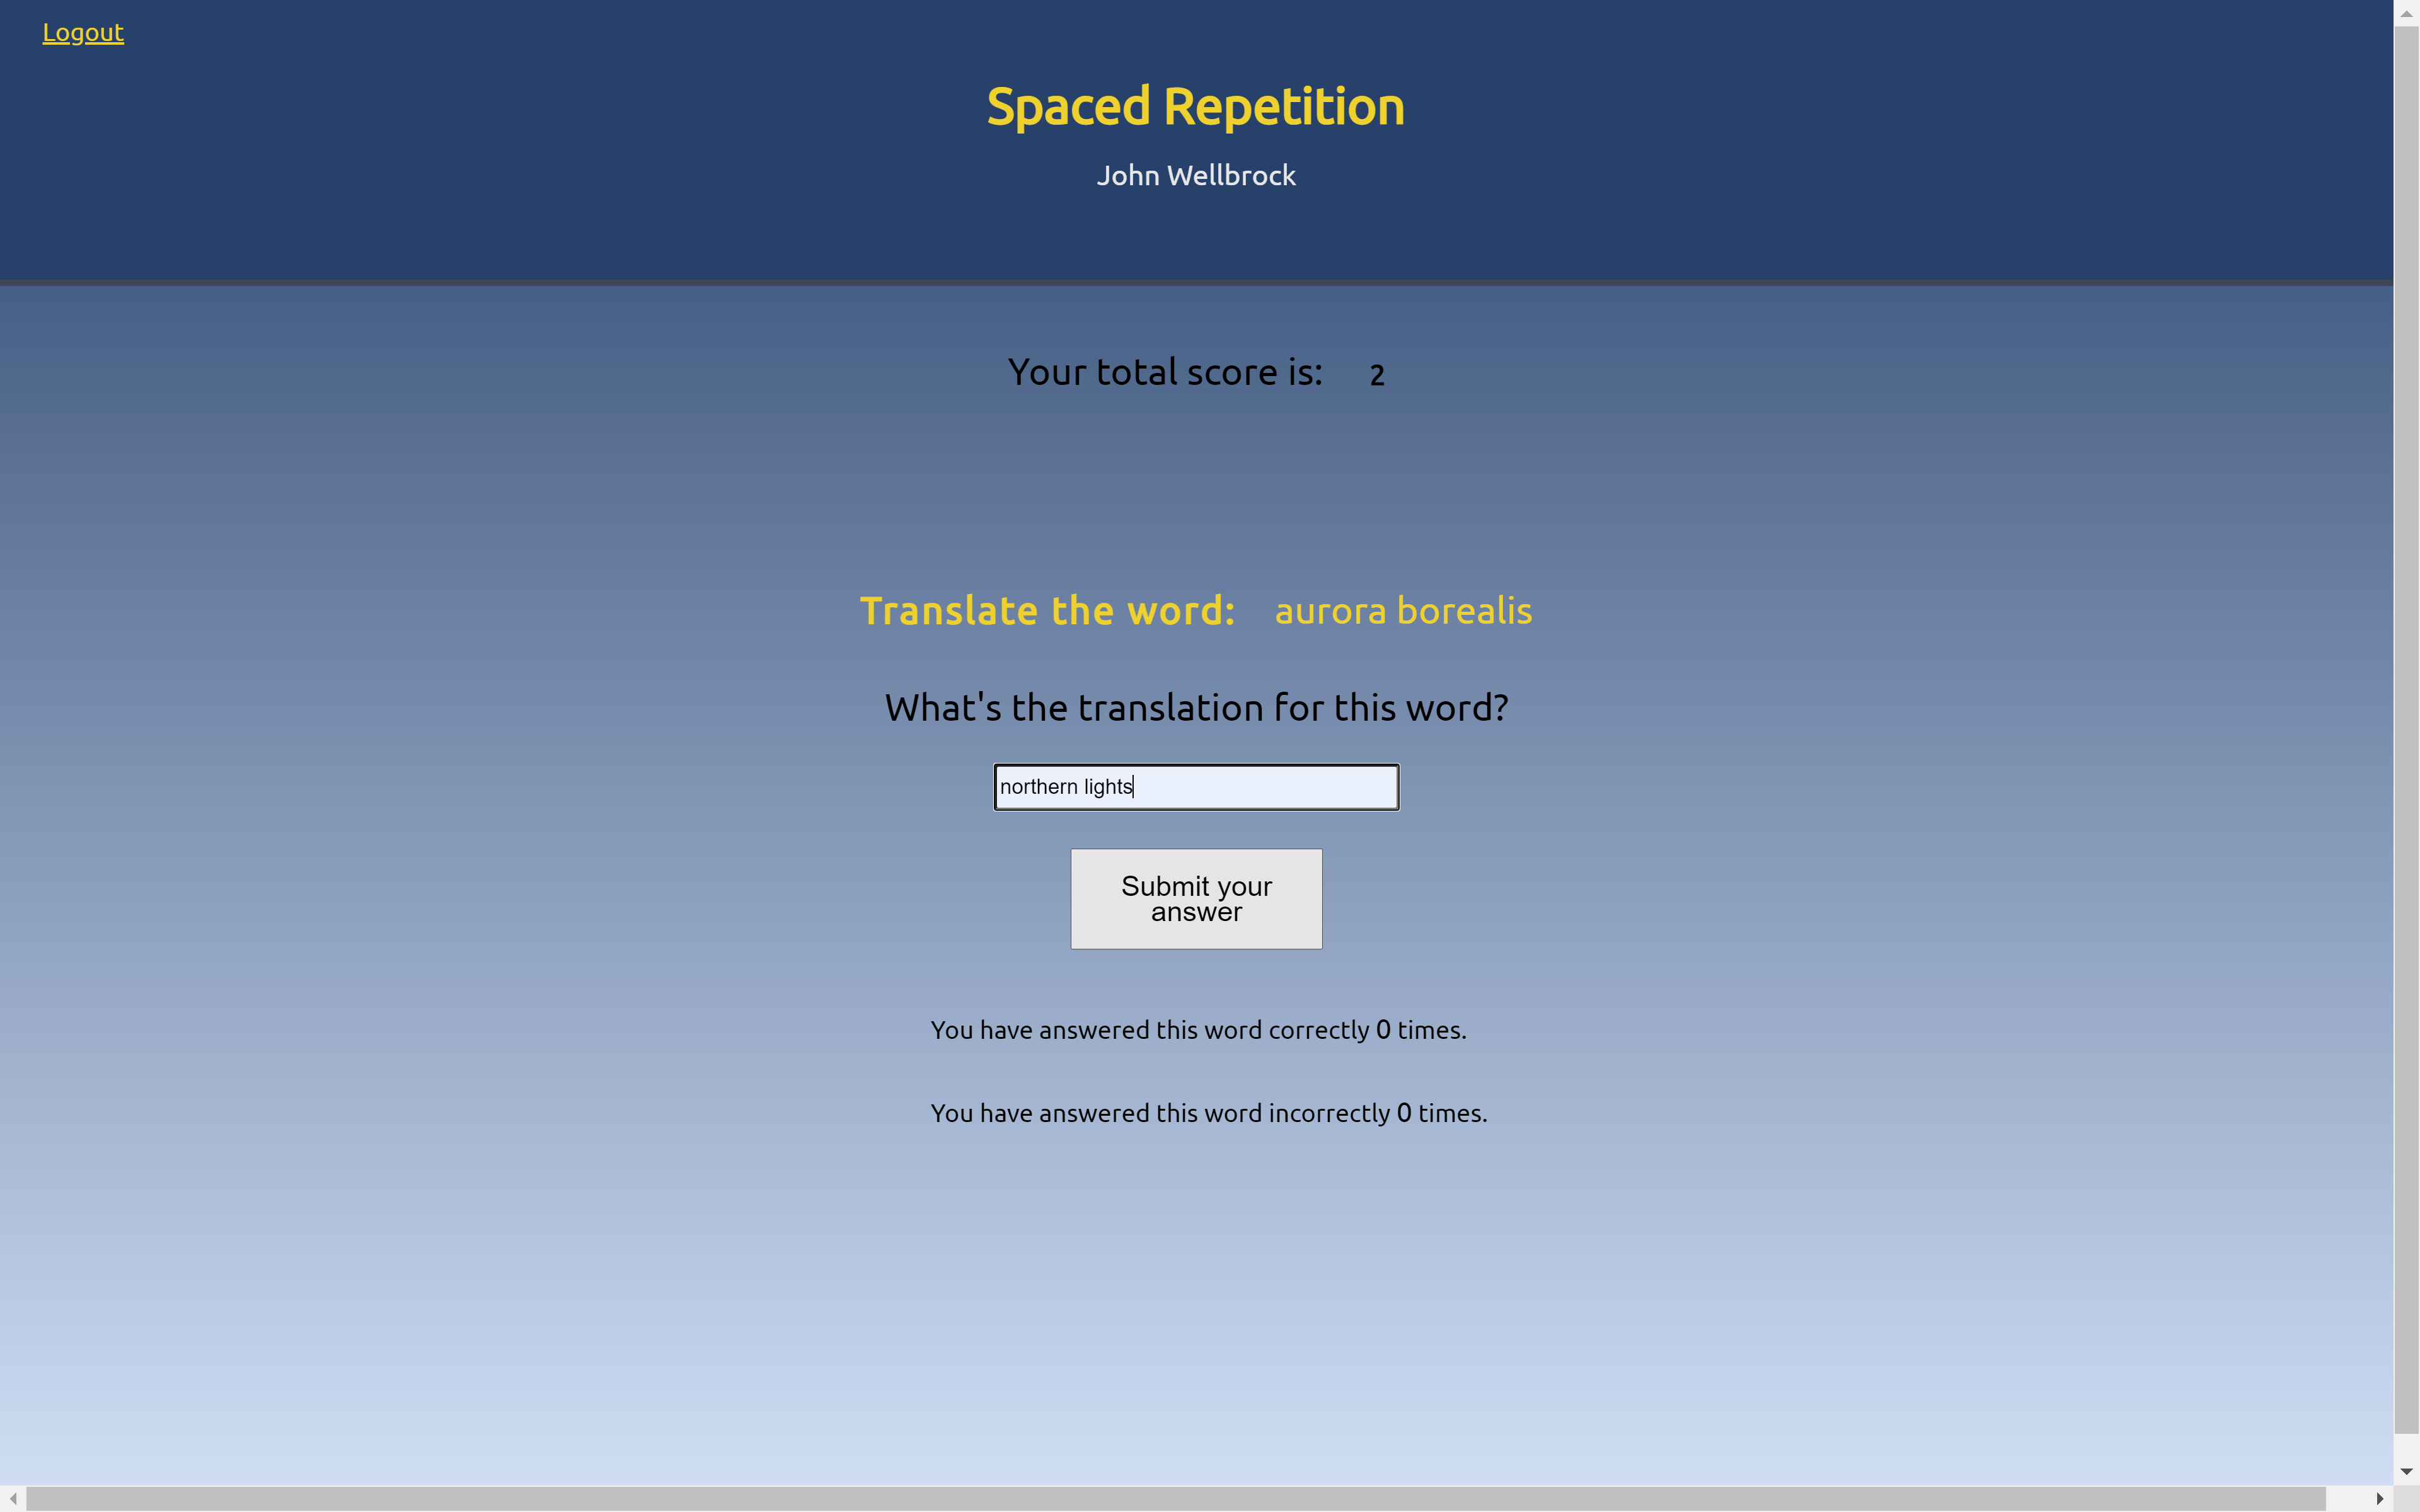 Logout
Spaced Repetition
John Wellbrock
Your total score is: 2
Translate the word: aurora borealis
What's the translation for this word?
northern lights
Submit your
answer
You have answered this word correctly 0 times.
You have answered this word incorrectly 0 times.